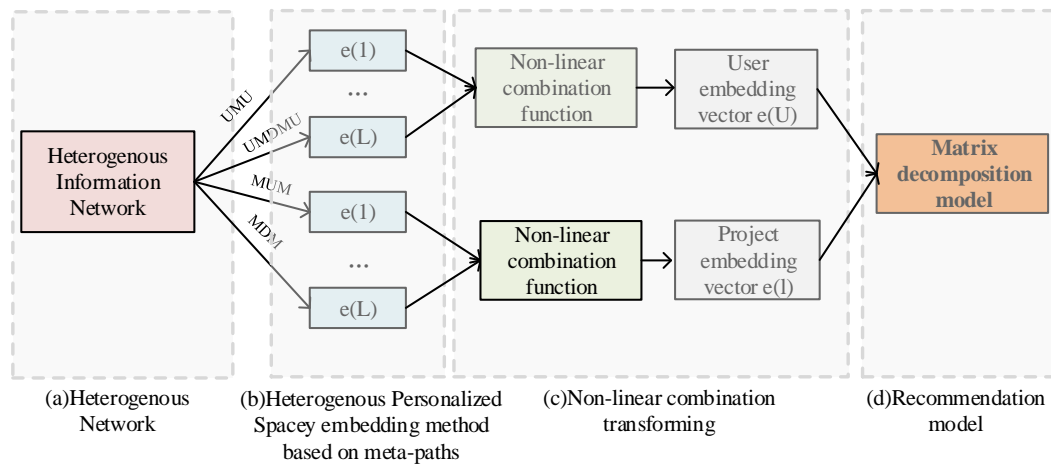 Heterogenous
Information
Network
UMU
UMDMU
MUM
MDM
e(1)
...
e(L)
e(1)
...
e(L)
Non-linear
combination
function
User
embedding
vector e(U)
Non-linear
combination
function
Project
embedding
vector e(l)
Matrix
decomposition
model
(a)Heterogenous
Network
(b)Heterogenous Personalized
Spacey embedding method
based on meta-paths
(c)Non-linear combination
transforming
(d)Recommendation
model